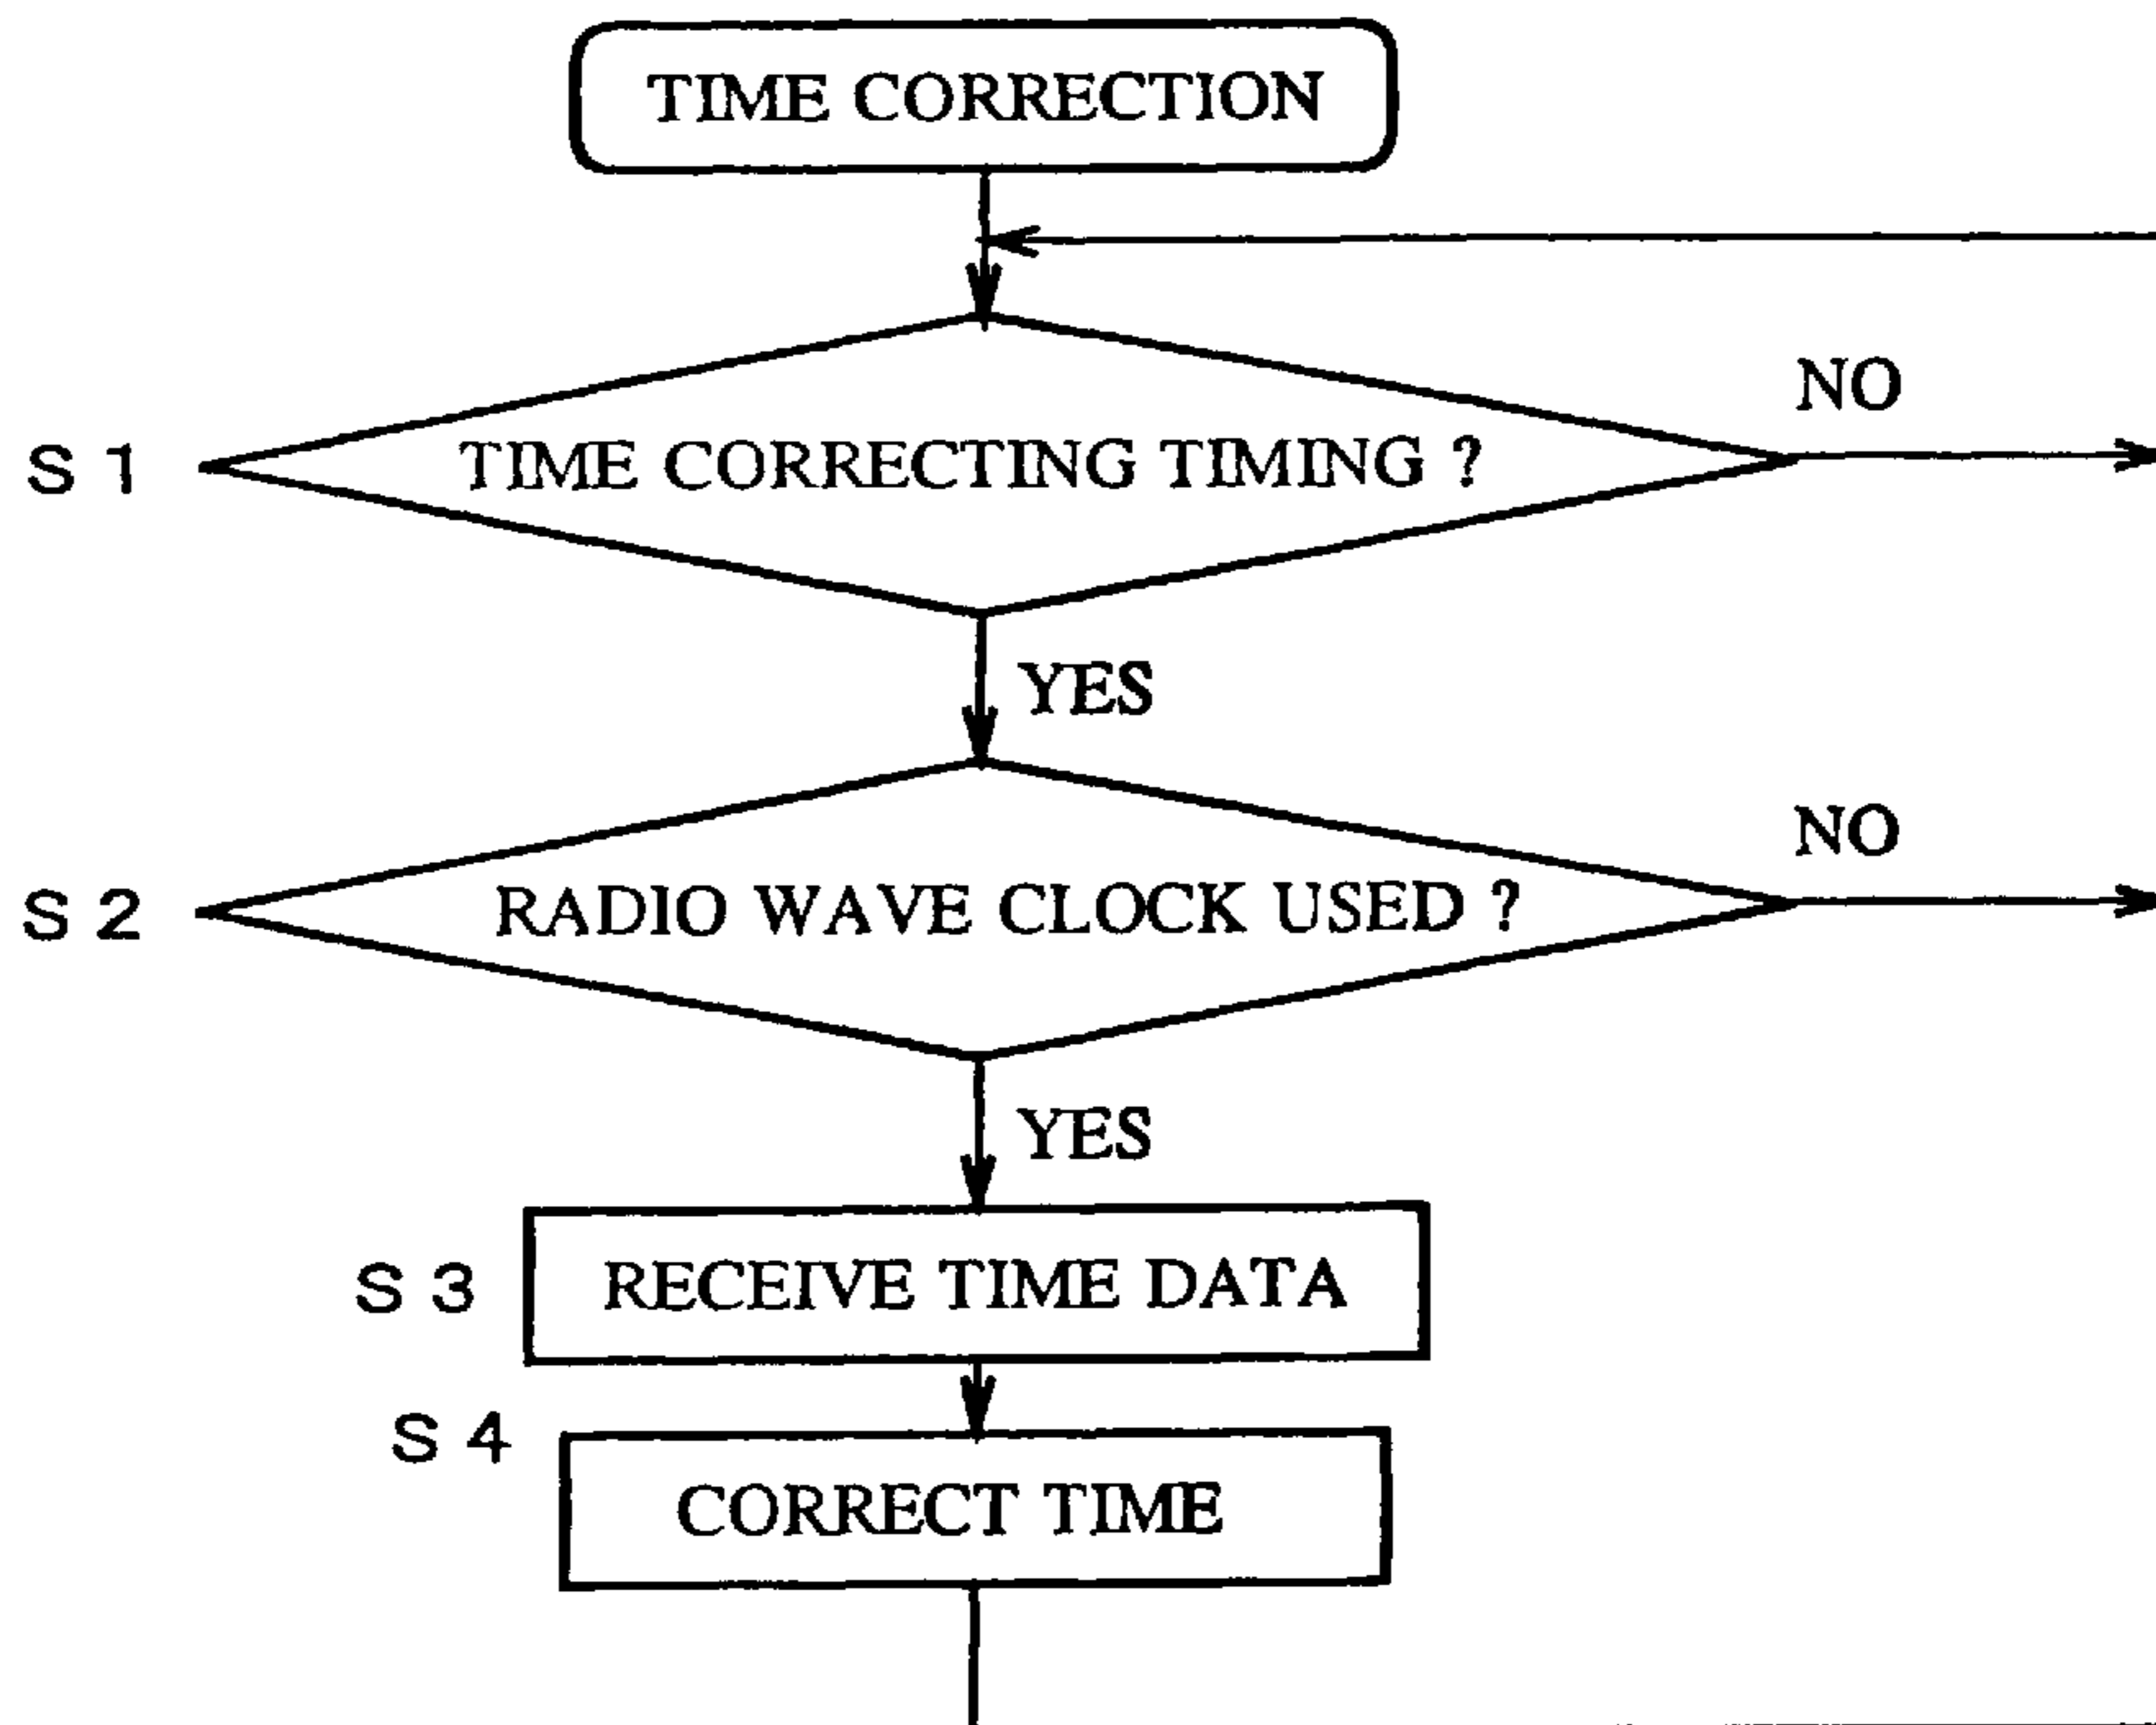 TIME CORRECTION
NO
S 1 TIME CORRECTING TIMING ?
YES
NO
S 2 RADIO WAVE CLOCK USED ?
YES
S 3 RECEIVE TIME DATA
S 4
CORRECT TIME